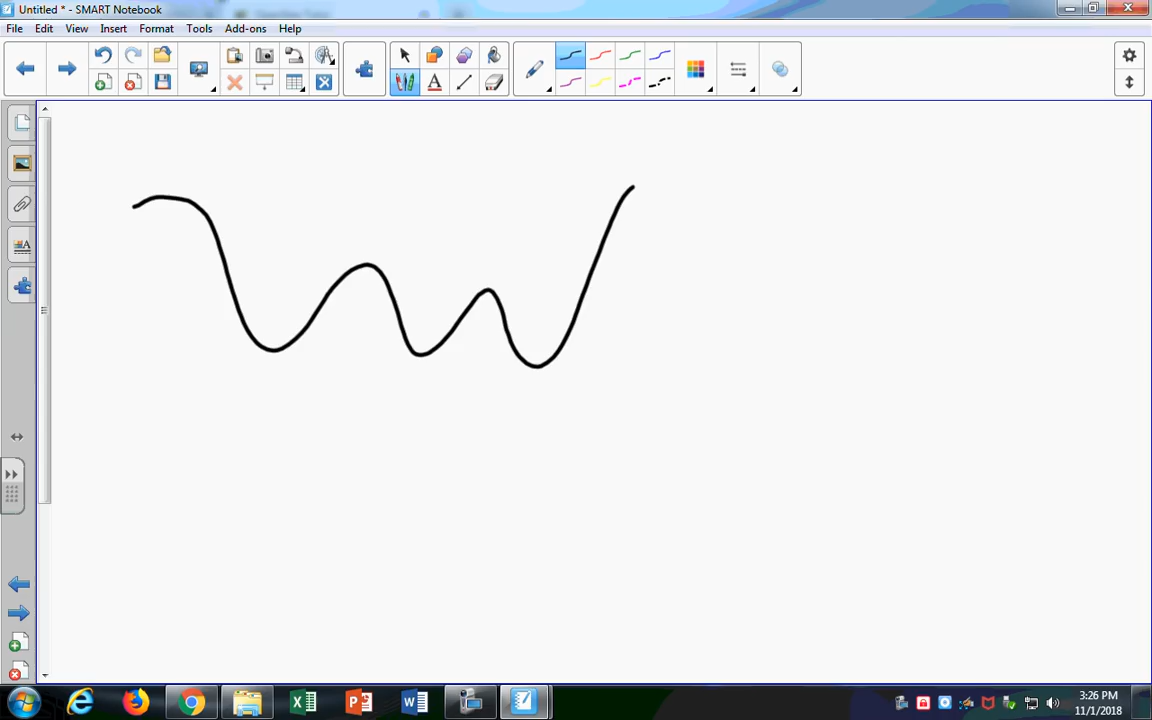 Untitled * - SMART Notebook
File Edit View Insert Format Tools Add-ons Help
A
3:26 PM
11/1/2018